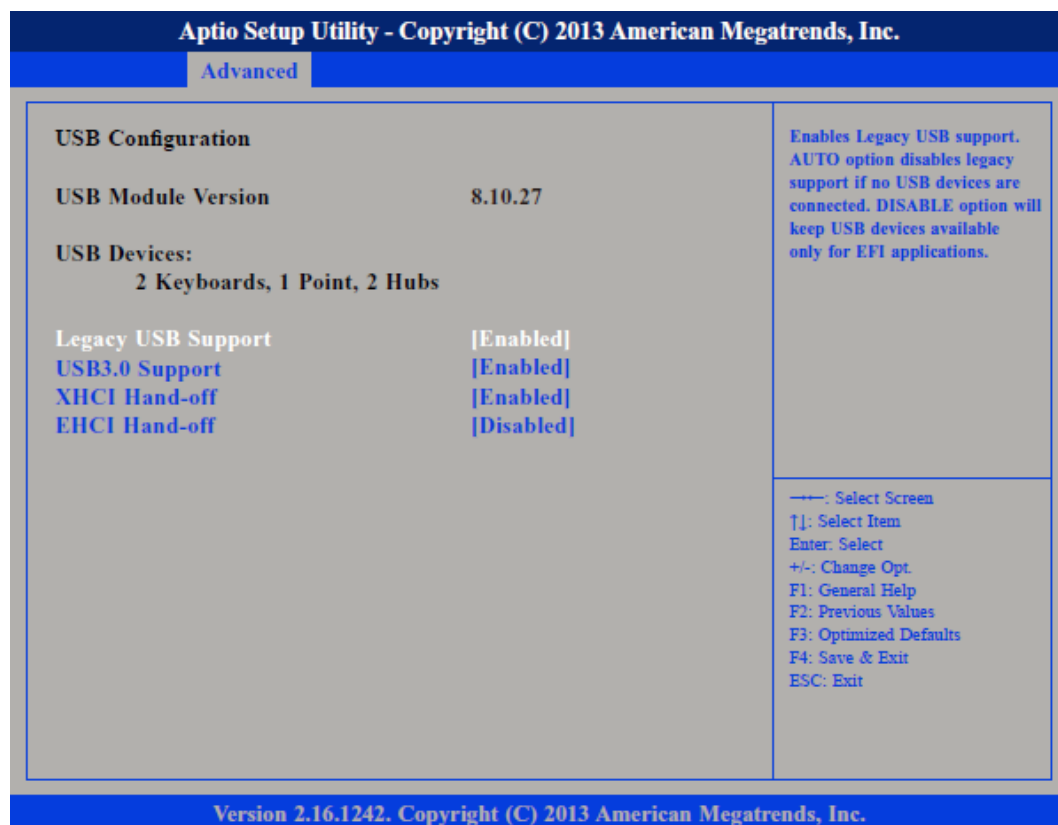 Aptio Setup Utility - Copyright (C) 2013 American Megatrends, Inc.
Advanced
USB Configuration
USB Module Version 8.10.27
USB Devices:
2 Keyboards, 1 Point, 2 Hubs
Legacy USB Support [Enabled]
USB3.0 Support [Enabled]
XHCI Hand-off [Enabled]
EHCI Hand-off [Disabled]
Enables Legacy USB support.
AUTO option disables legacy
support if no USB devices are
connected. DISABLE option will
keep USB devices available
only for EFI applications.
→←: Select Screen
↑↓: Select Item
Enter: Select
+/-: Change Opt.
F1: General Help
F2: Previous Values
F3: Optimized Defaults
F4: Save & Exit
ESC: Exit
Version 2.16.1242. Copyright (C) 2013 American Megatrends, Inc.